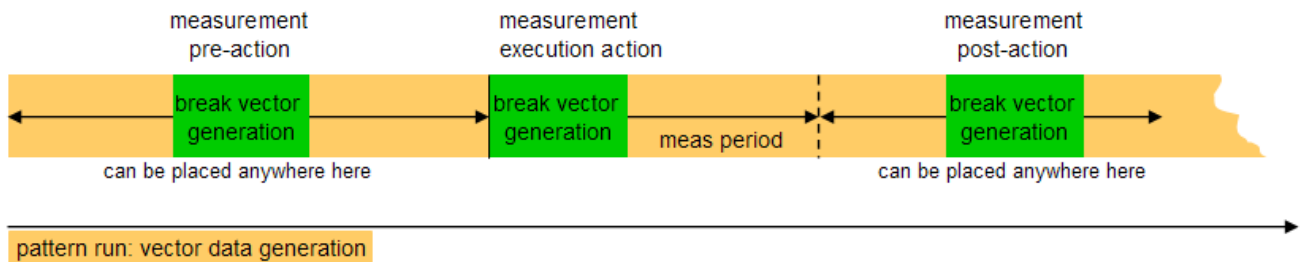 measurement
pre-action
measurement
execution action
measurement
post-action
break vector
generation
break vector
generation
meas period
break vector
generation
can be placed anywhere here
can be placed anywhere here
pattern run: vector data generation